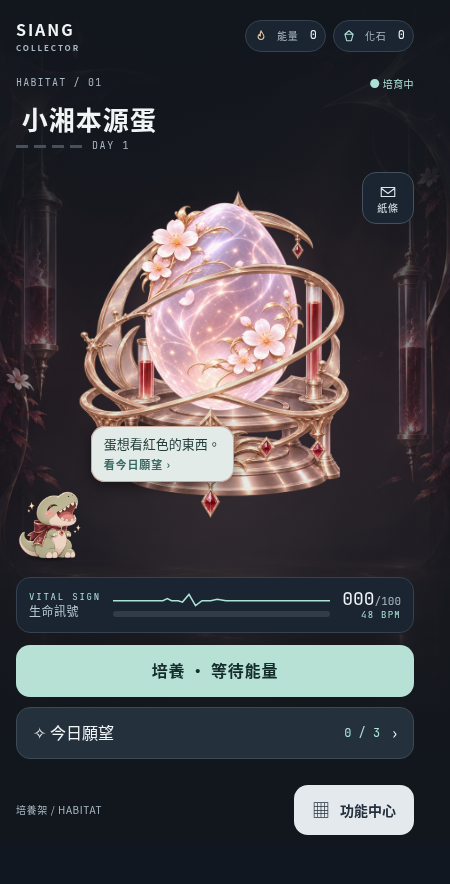 SIANG
COLLECTOR
能量 0
化石 0
HABITAT / 01
培育中
小湘本源蛋
DAY 1
紙條
蛋想看紅色的東西。
看今日願望 ›
VITAL SIGN
生命訊號
000/100
48 BPM
培養 · 等待能量
✧ 今日願望
0 / 3 ›
培養架 / HABITAT
功能中心